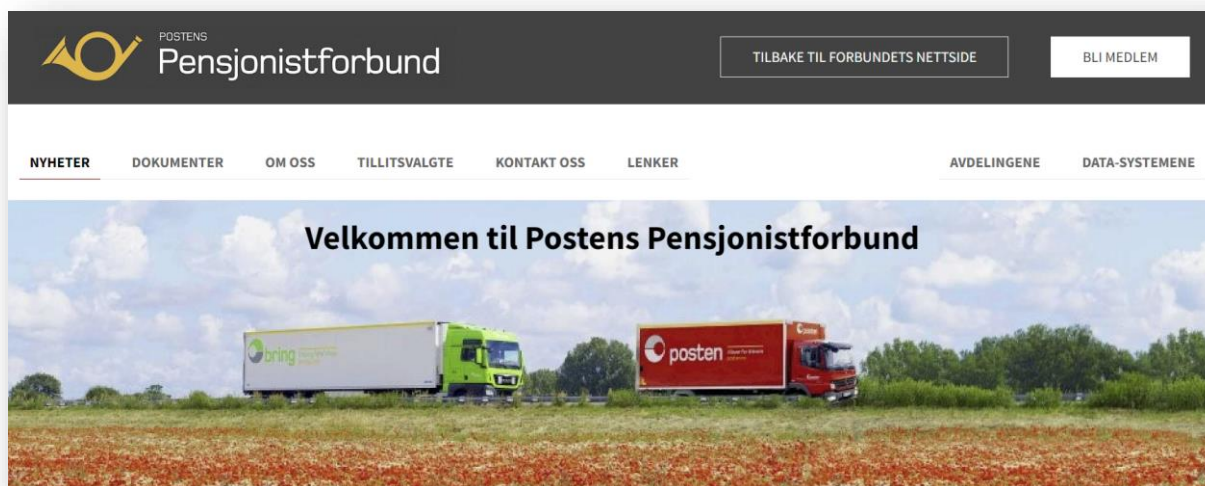 POSTENS
Pensjonistforbund
TILBAKE TIL FORBUNDETS NETTSIDE
BLI MEDLEM
NYHETER DOKUMENTER OM OSS TILLITSVALGTE KONTAKT OSS LENKER AVDELINGENE DATA-SYSTEMENE
Velkommen til Postens Pensjonistforbund
bring
posten